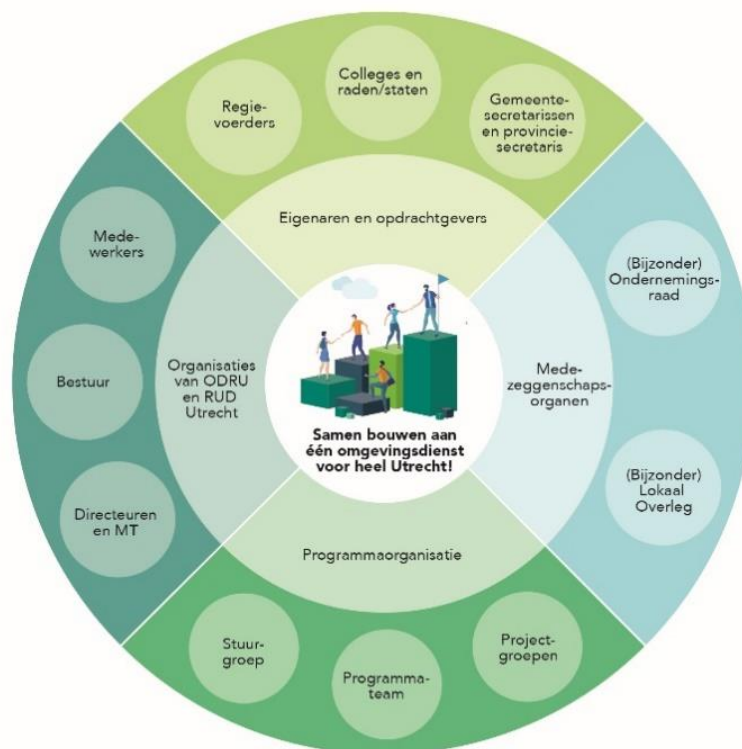 Colleges en
raden/staten
Regie-
voerders
Gemeente-
secretarissen
en provincie-
secretaris
Eigenaren en opdrachtgevers
Mede-
werkers
Bestuur
Directeuren
en MT
Organisaties
van ODRU
en RUD
Utrecht
Samen bouwen aan
één omgevingsdienst
voor heel Utrecht!
Mede-
zeggenschaps-
organen
(Bijzonder)
Ondernemings-
raad
(Bijzonder)
Lokaal
Overleg
Programmaorganisatie
Stuur-
groep
Programma-
team
Project-
groepen